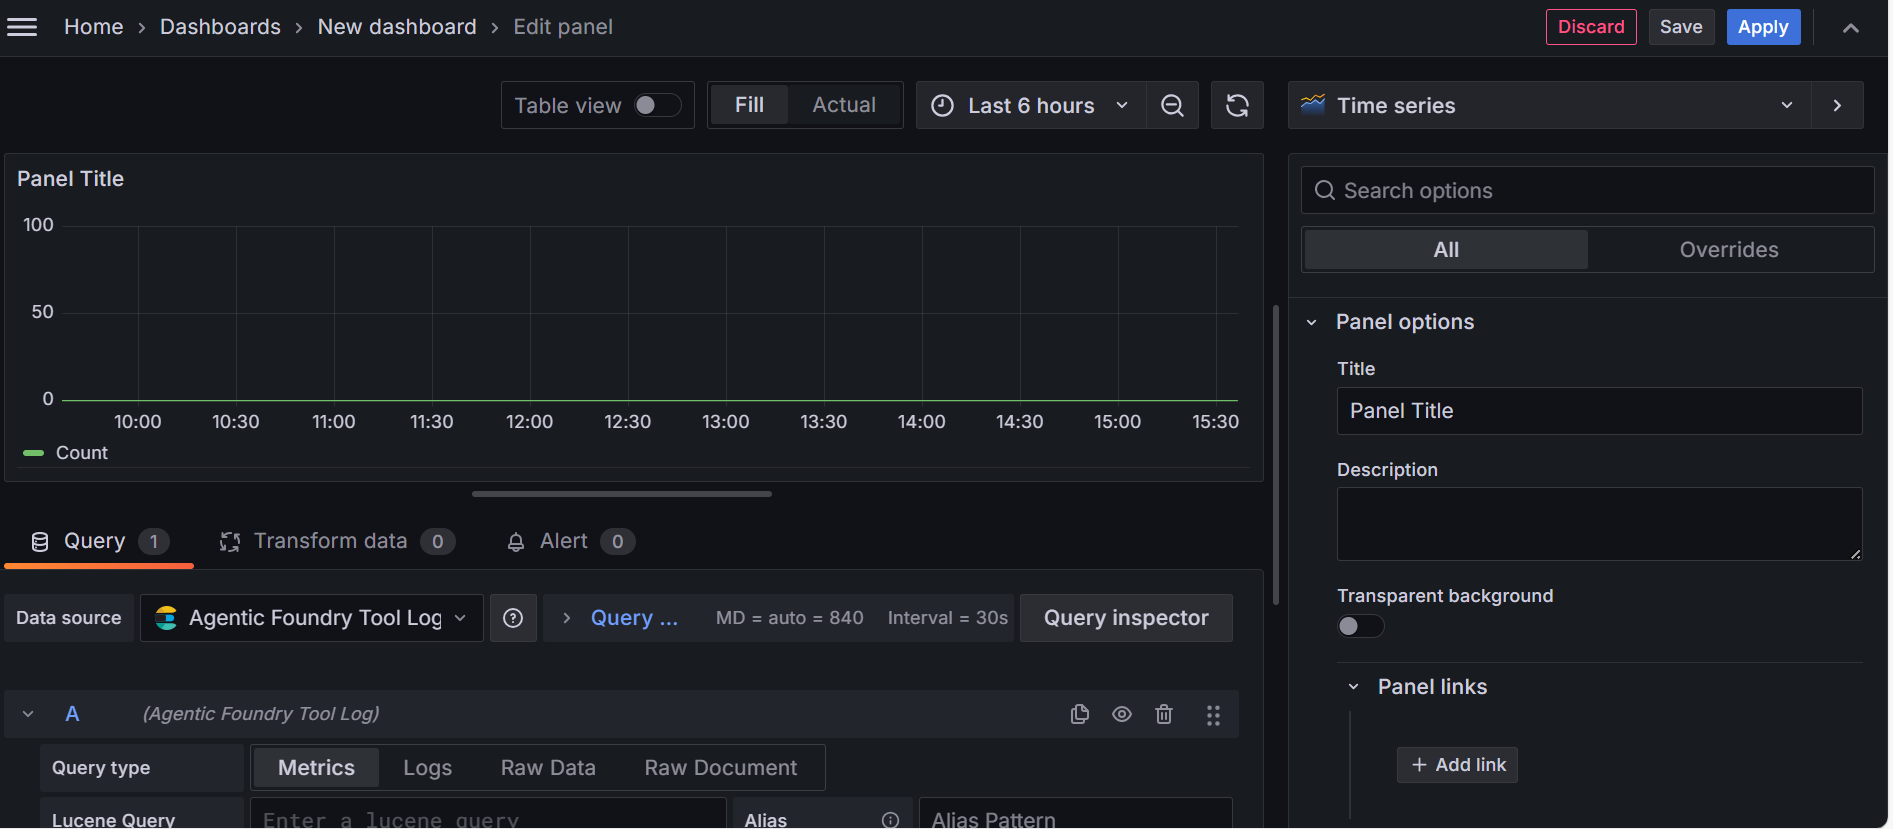 Home › Dashboards › New dashboard › Edit panel
Discard
Save
Apply
Table view
Fill
Actual
Last 6 hours
Time series
Panel Title
100
50
0
10:00 10:30 11:00 11:30 12:00 12:30 13:00 13:30 14:00 14:30 15:00 15:30
Count
Search options
All
Overrides
Panel options
Title
Panel Title
Description
Transparent background
Panel links
+ Add link
Query 1
Transform data 0
Alert 0
Data source
Agentic Foundry Tool Log
Query ...
MD = auto = 840
Interval = 30s
Query inspector
A
(Agentic Foundry Tool Log)
Query type
Metrics
Logs
Raw Data
Raw Document
Lucene Query
Enter a lucene query
Alias
Alias Pattern